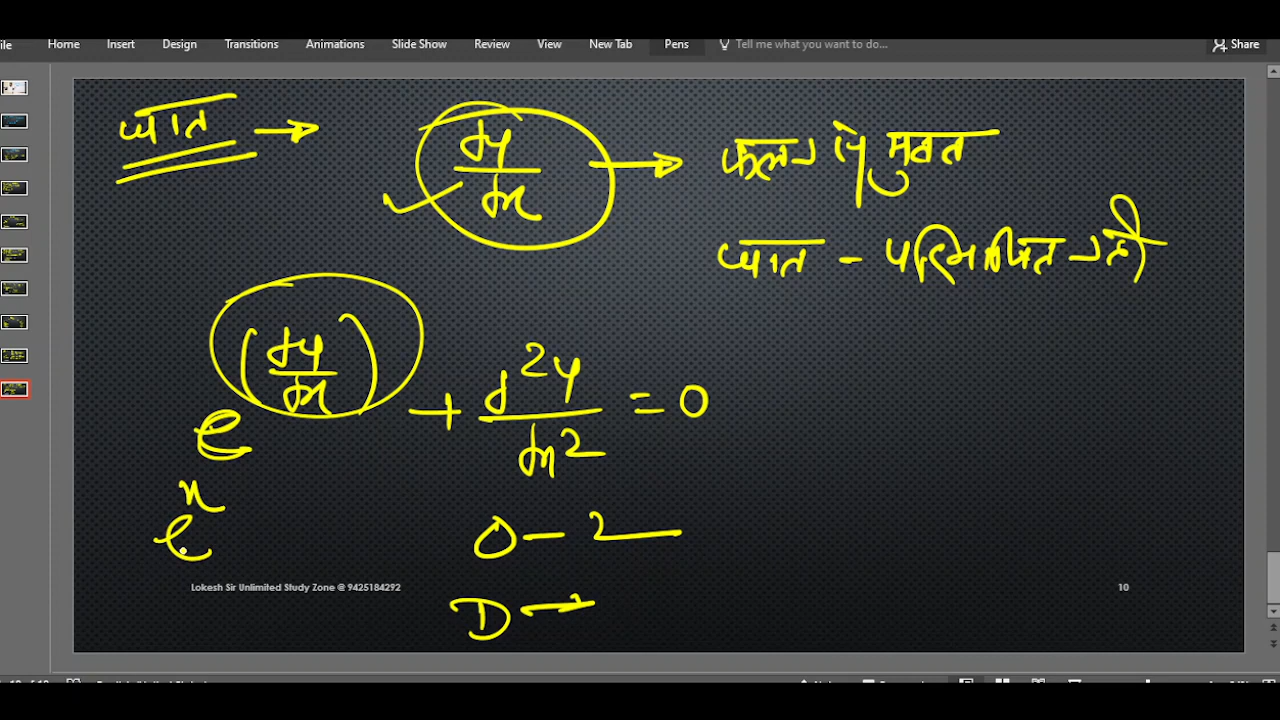 File Home Insert Design Transitions Animations Slide Show Review View New Tab Pens Tell me what you want to do... Share
घात → dy/dx → फलन से मुक्त
घात - परिभाषित नही
e^(dy/dx) + d²y/dx² = 0
e^x
O - 2
D →
Lokesh Sir Unlimited Study Zone @ 9425184292 10